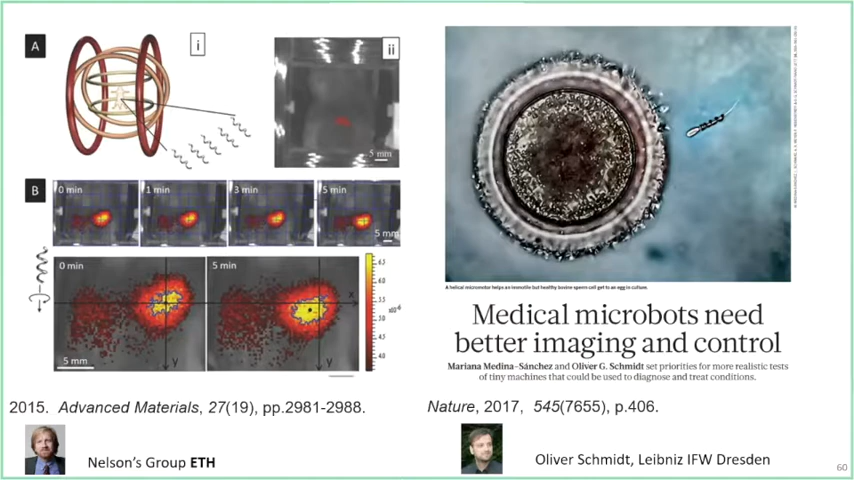 A
i
ii
5 mm
B
0 min
1 min
3 min
5 min
5 mm
0 min
5 min
x
y
y
5 mm
6.5
5.5
5.0
4.5
4.0
A helical micromotor helps an immotile but healthy bovine sperm cell get to an egg in culture.
Medical microbots need
better imaging and control
Mariana Medina-Sánchez and Oliver G. Schmidt set priorities for more realistic tests
of tiny machines that could be used to diagnose and treat conditions.
2015. Advanced Materials, 27(19), pp.2981-2988.
Nature, 2017, 545(7655), p.406.
Nelson's Group ETH
Oliver Schmidt, Leibniz IFW Dresden
60